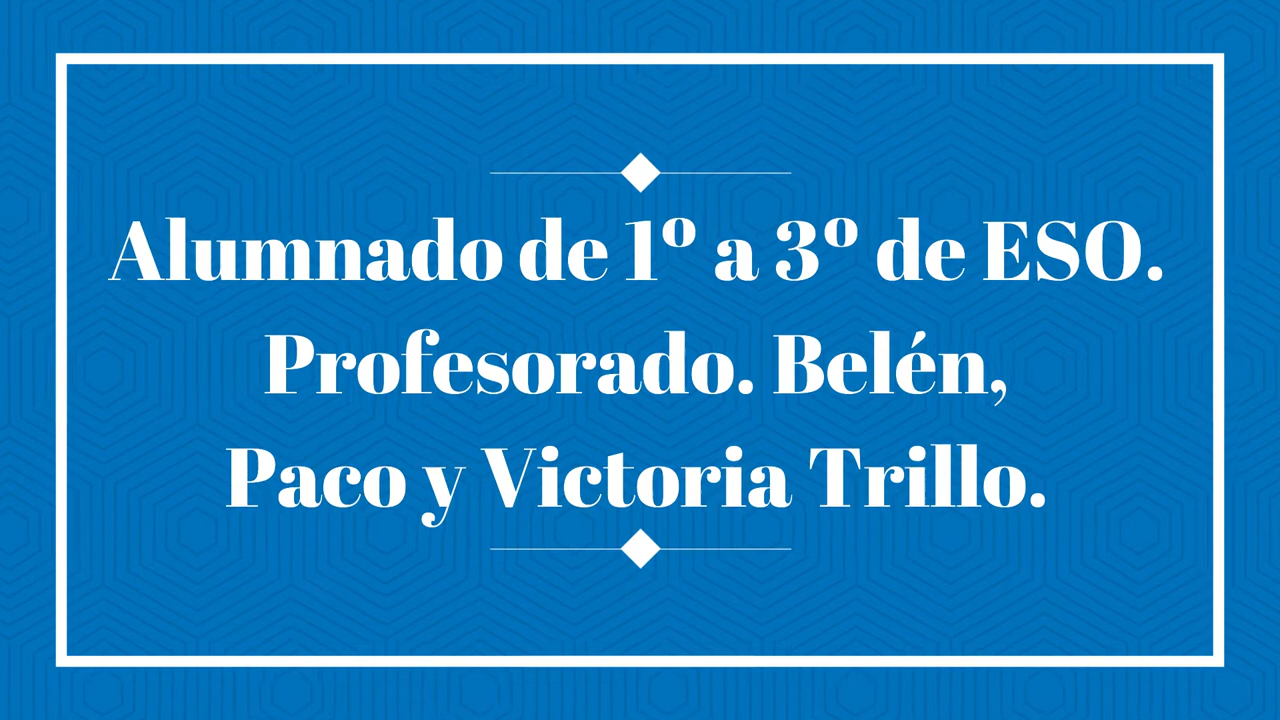 Alumnado de 1º a 3º de ESO.
Profesorado. Belén,
Paco y Victoria Trillo.